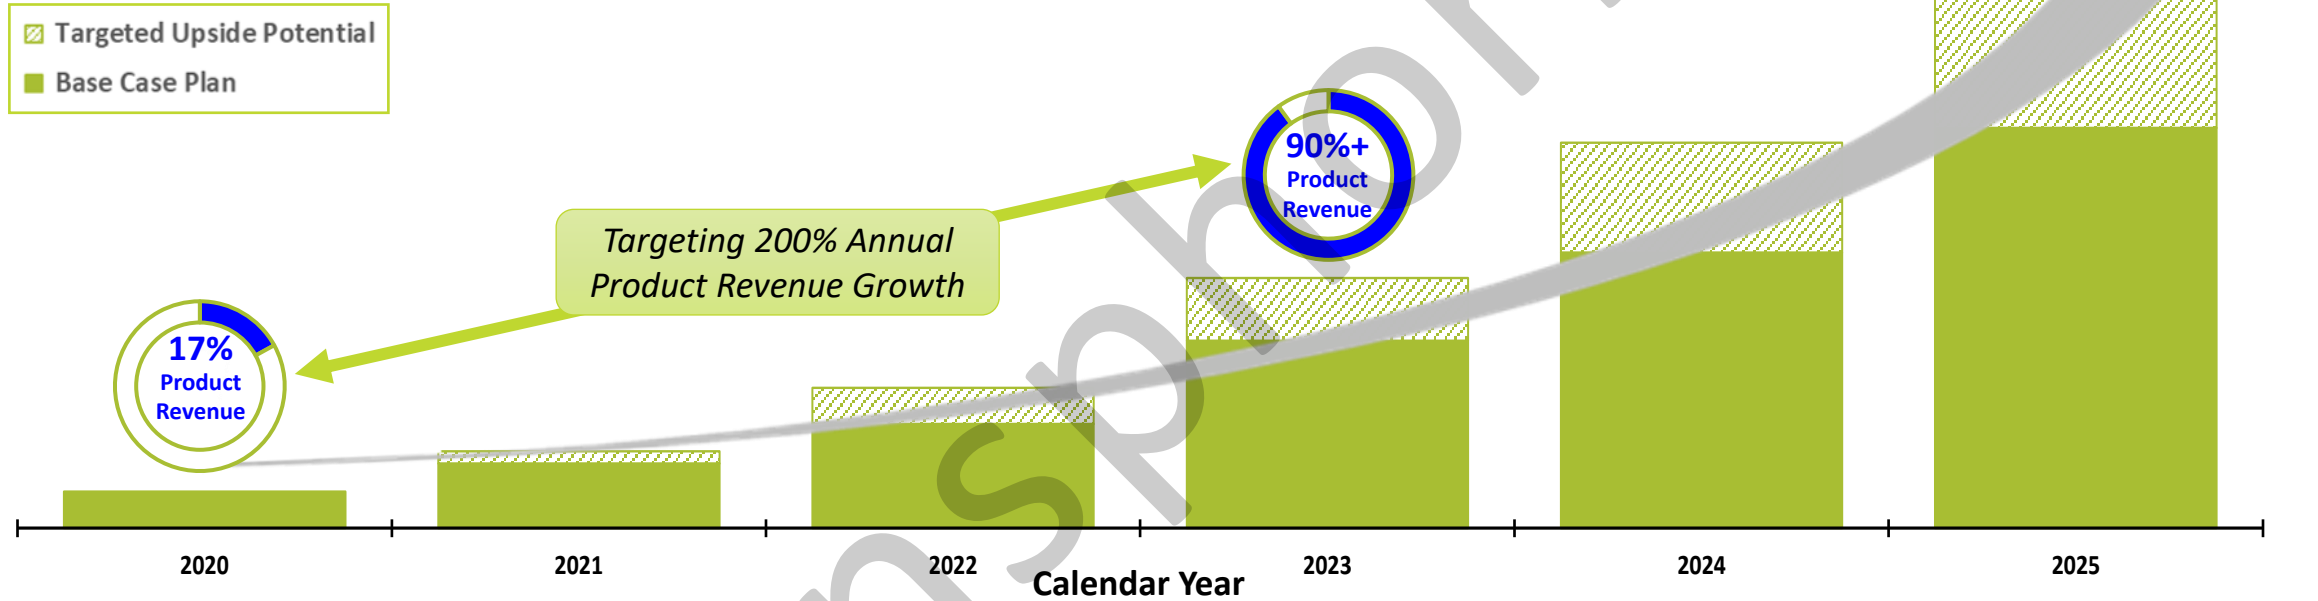 Targeted Upside Potential
Base Case Plan
90%+
Product
Revenue
Targeting 200% Annual
Product Revenue Growth
17%
Product
Revenue
2020
2021
2022
2023
2024
2025
Calendar Year